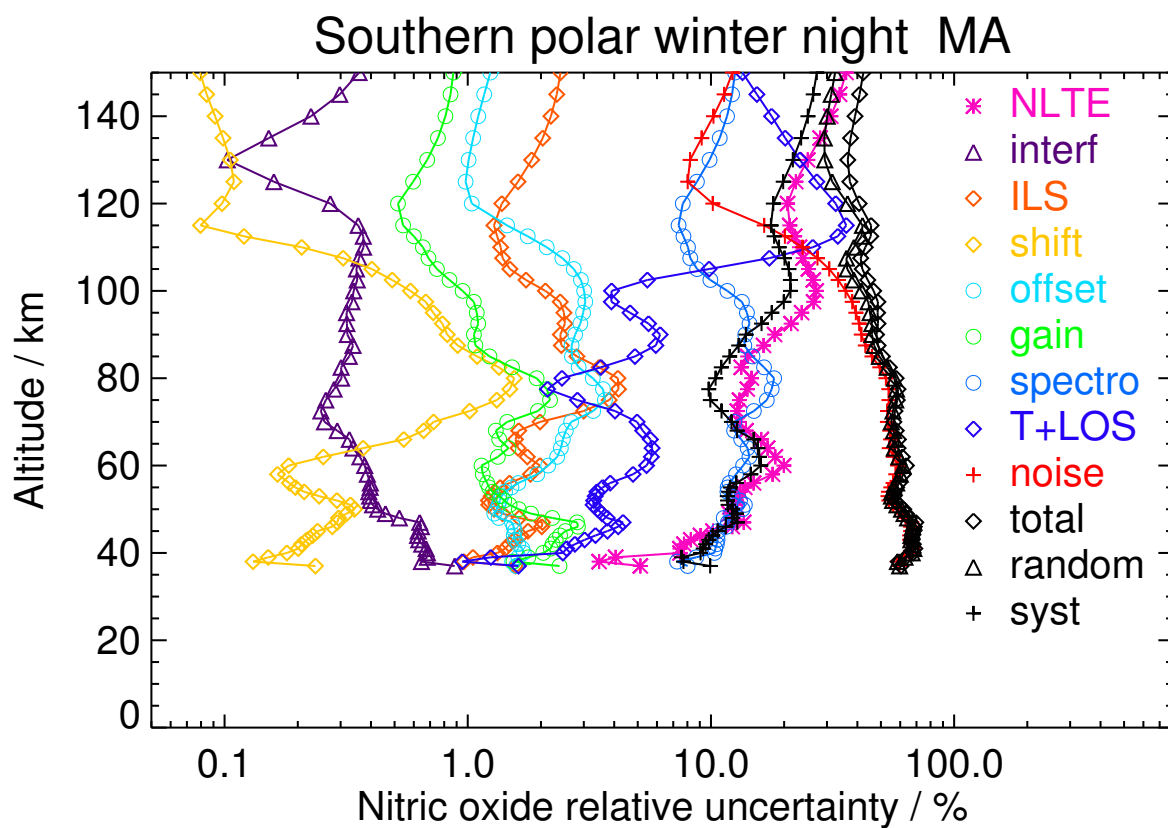 Southern polar winter night MA
Altitude / km
140
120
100
80
60
40
20
0
NLTE
interf
ILS
shift
offset
gain
spectro
T+LOS
noise
total
random
syst
0.1 1.0 10.0 100.0
Nitric oxide relative uncertainty / %